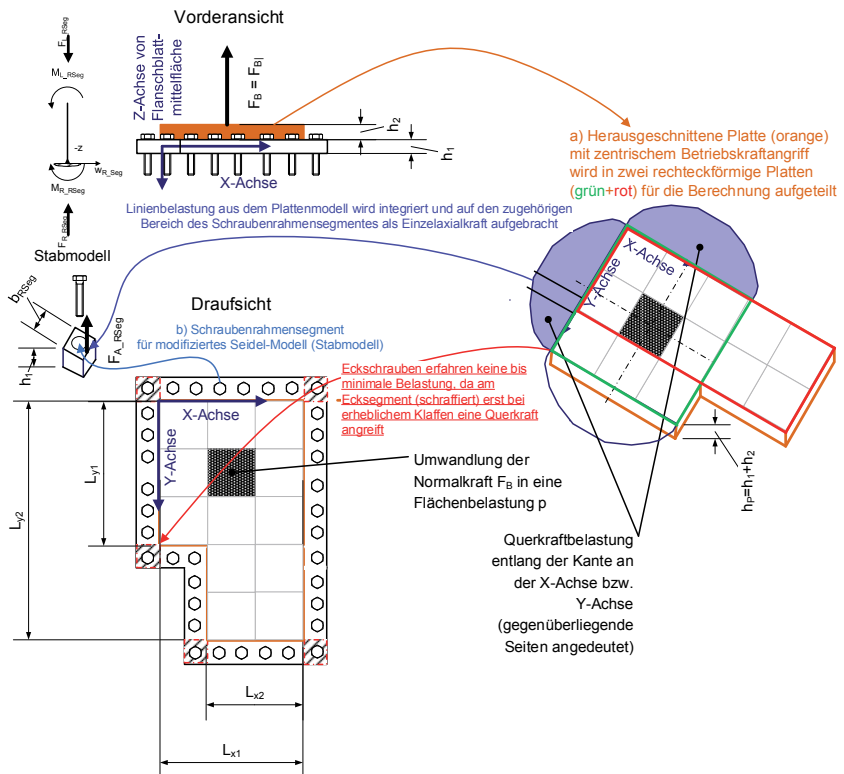 Vorderansicht
F_L_RSeg
M_L_RSeg
-z
w_R_Seg
M_R_RSeg
F_R_RSeg
Stabmodell
Z-Achse von
Flanschblatt-
mittelfläche
F_B = F_Bl
h_2
h_1
X-Achse
a) Herausgeschnittene Platte (orange)
mit zentrischem Betriebskraftangriff
wird in zwei rechteckförmige Platten
(grün+rot) für die Berechnung aufgeteilt
Linienbelastung aus dem Plattenmodell wird integriert und auf den zugehörigen
Bereich des Schraubenrahmensegmentes als Einzelaxialkraft aufgebracht
X-Achse
Y-Achse
b_RSeg
F_A_RSeg
h_1
Draufsicht
b) Schraubenrahmensegment
für modifiziertes Seidel-Modell (Stabmodell)
Eckschrauben erfahren keine bis
minimale Belastung, da am
Ecksegment (schraffiert) erst bei
erheblichem Klaffen eine Querkraft
angreift
X-Achse
Y-Achse
L_y1
L_y2
h_P=h_1+h_2
Umwandlung der
Normalkraft F_B in eine
Flächenbelastung p
Querkraftbelastung
entlang der Kante an
der X-Achse bzw.
Y-Achse
(gegenüberliegende
Seiten angedeutet)
L_x2
L_x1